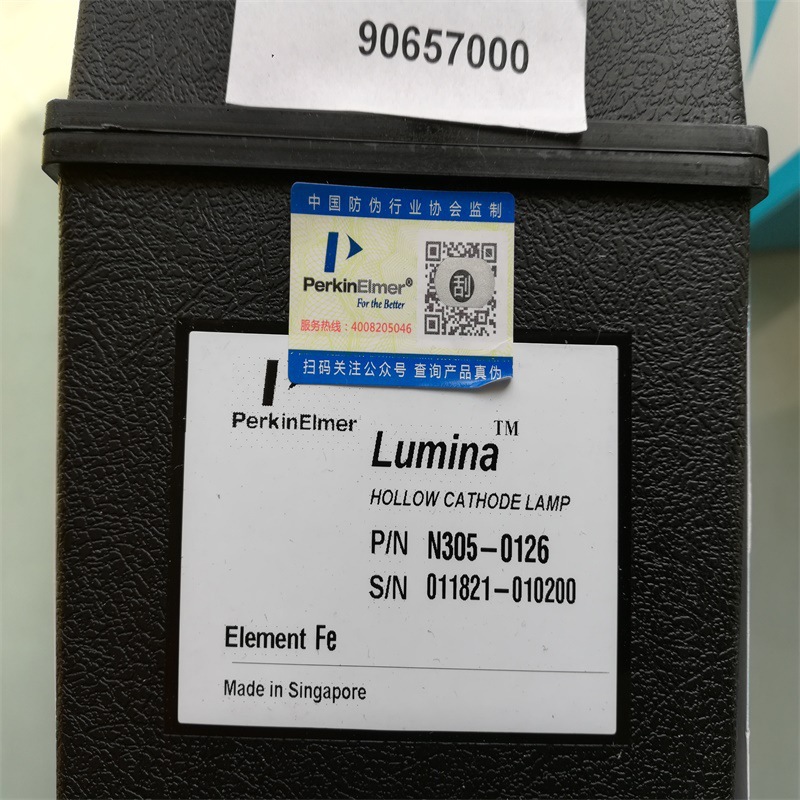 90657000
中国防伪行业协会监制
PerkinElmer®
For the Better
刮
服务热线：4008205046
扫码关注公众号 查询产品真伪
PerkinElmer
Lumina™
HOLLOW CATHODE LAMP
P/N N305-0126
S/N 011821-010200
Element Fe
Made in Singapore